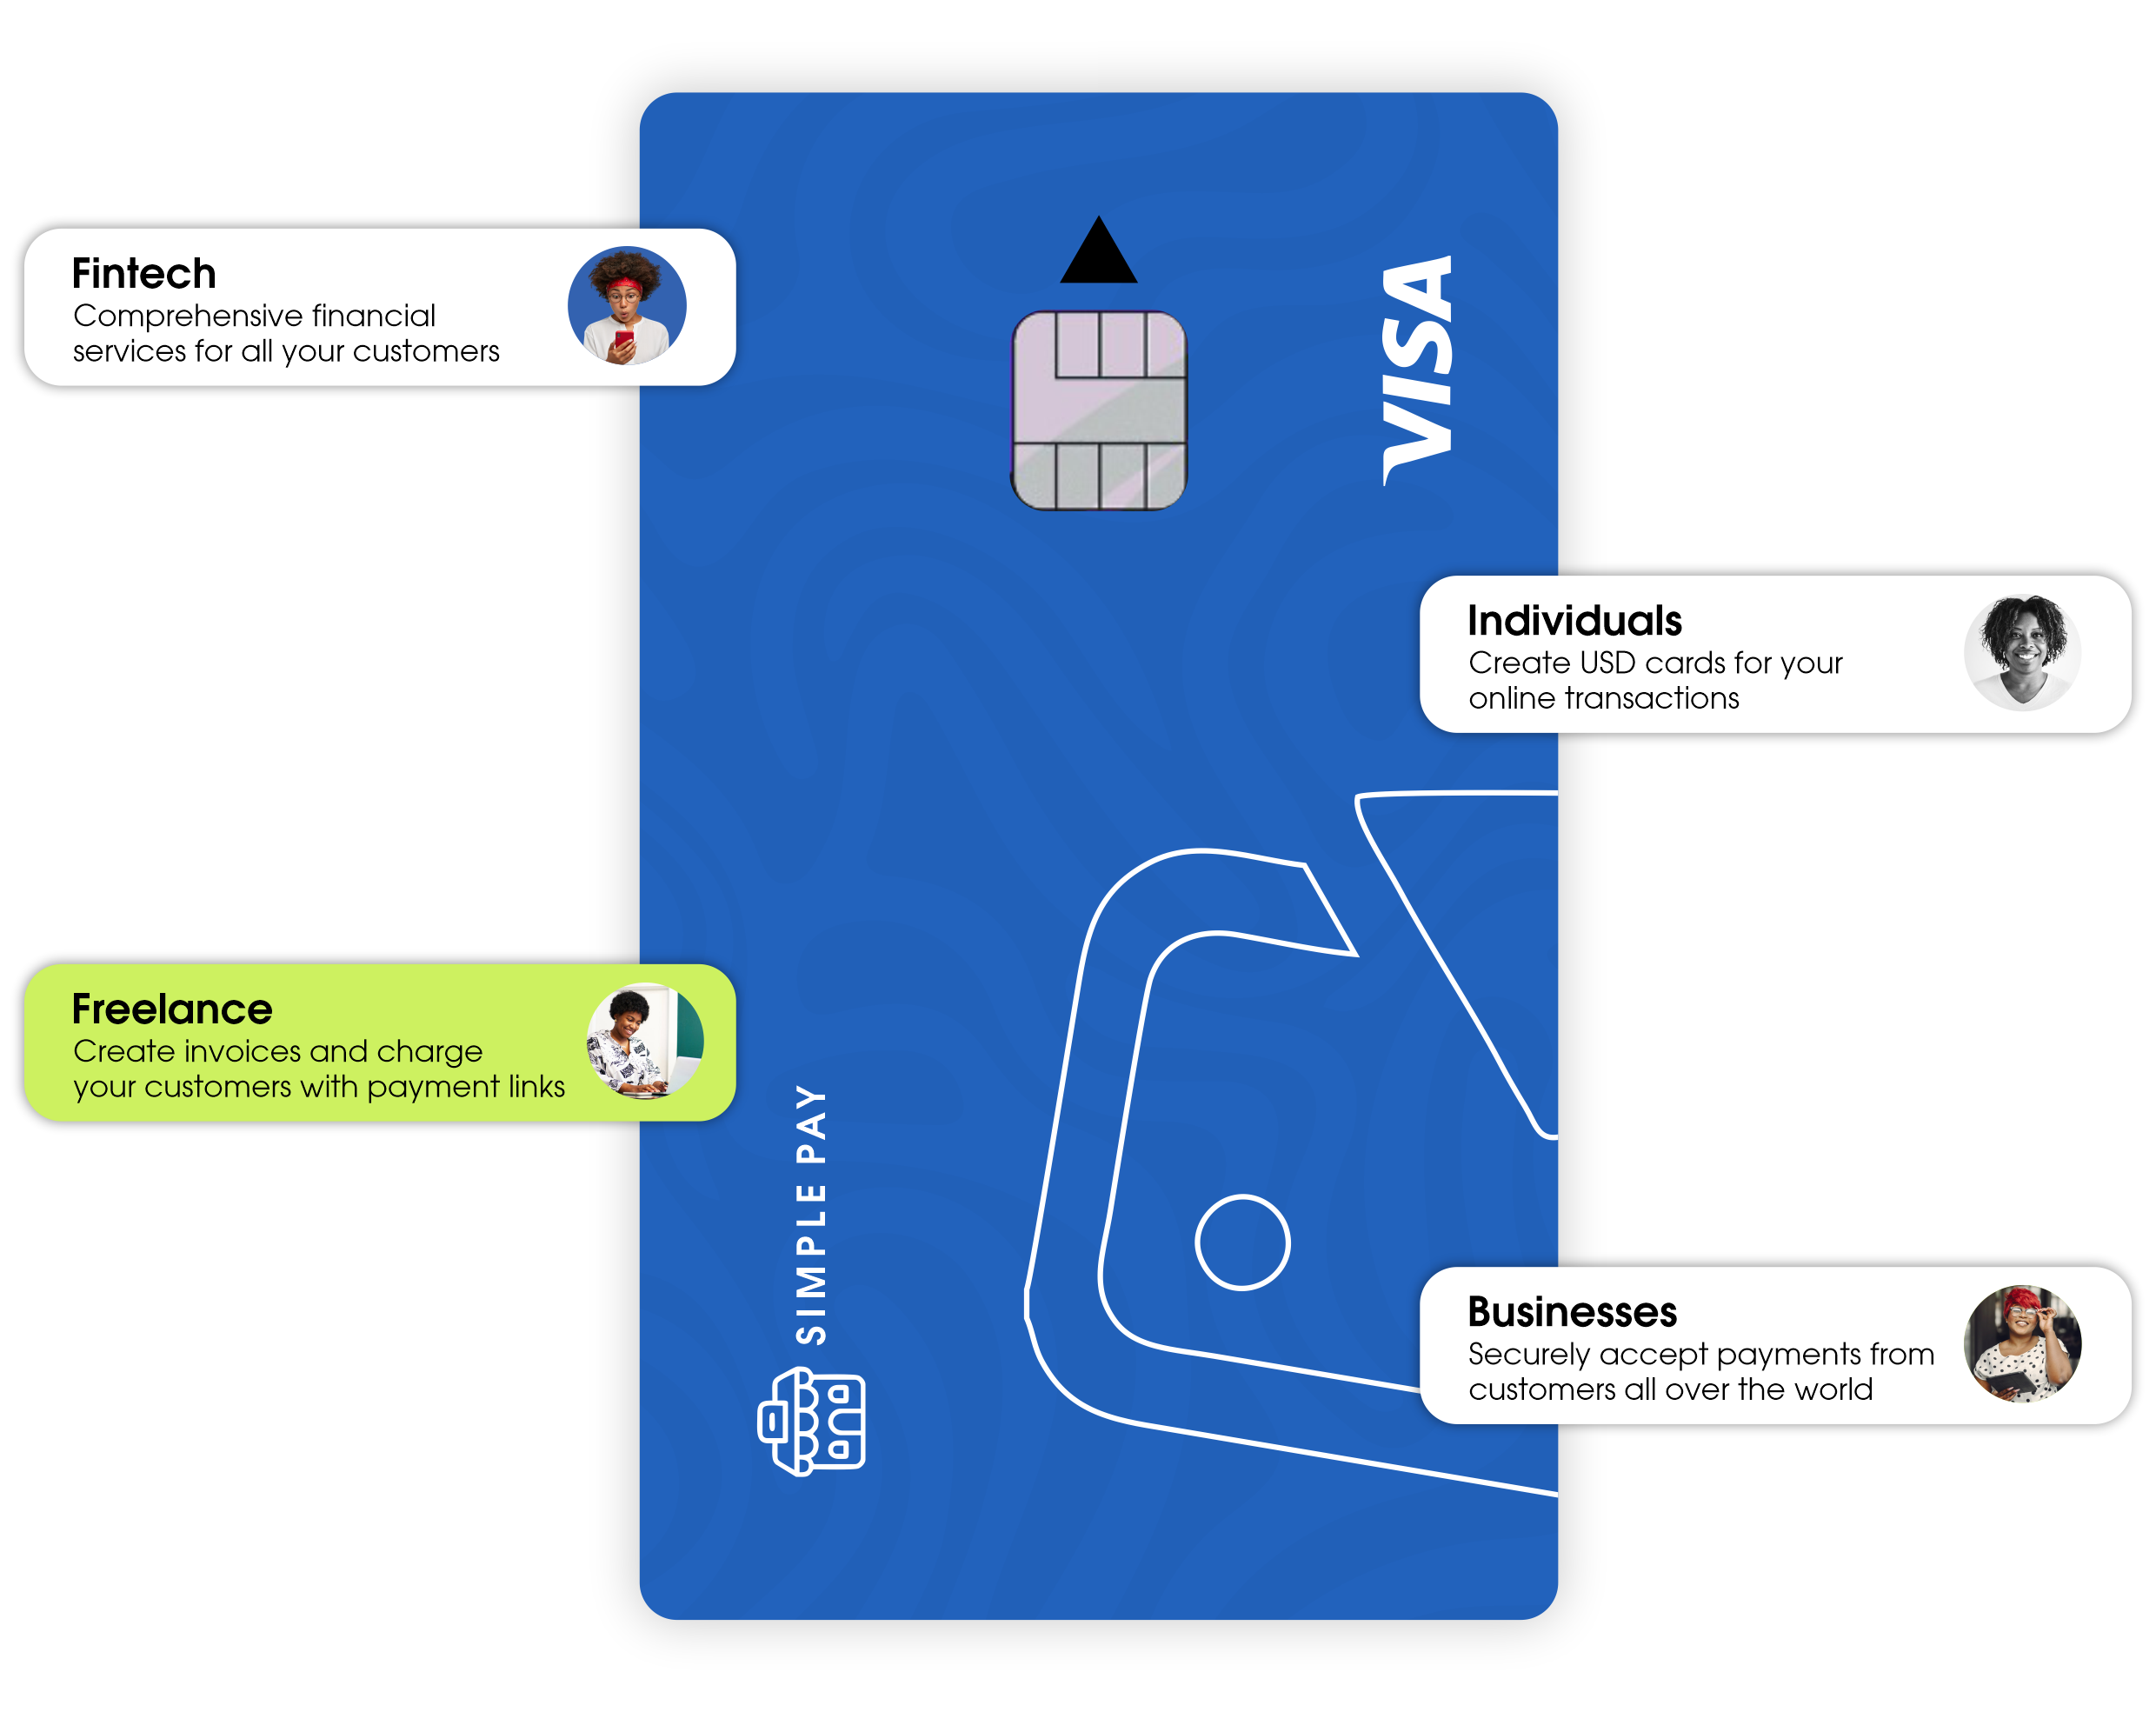 VISA
Fintech
Comprehensive financial
services for all your customers
Individuals
Create USD cards for your
online transactions
Freelance
Create invoices and charge
your customers with payment links
SIMPLE PAY
Businesses
Securely accept payments from
customers all over the world